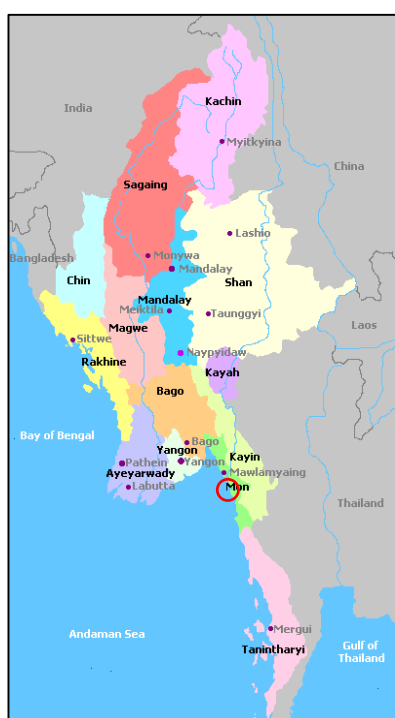 India
Kachin
Myitkyina
China
Sagaing
Lashio
Bangladesh
Monywa
Mandalay
Chin
Shan
Mandalay
Meiktila
Taunggyi
Magwe
Laos
Sittwe
Naypyidaw
Rakhine
Kayah
Bago
Bay of Bengal
Bago
Yangon
Kayin
Pathein
Yangon
Ayeyarwady
Mawlamyaing
Labutta
Mon
Thailand
Mergui
Andaman Sea
Tanintharyi
Gulf of
Thailand